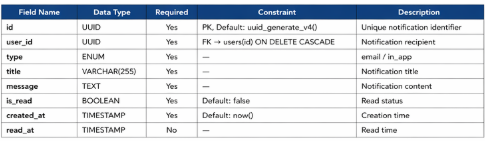 Field Name Data Type Required Constraint Description
id UUID Yes PK, Default: uuid_generate_v4() Unique notification identifier
user_id UUID Yes FK → users(id) ON DELETE CASCADE Notification recipient
type ENUM Yes — email / in_app
title VARCHAR(255) Yes — Notification title
message TEXT Yes — Notification content
is_read BOOLEAN Yes Default: false Read status
created_at TIMESTAMP Yes Default: now() Creation time
read_at TIMESTAMP No — Read time